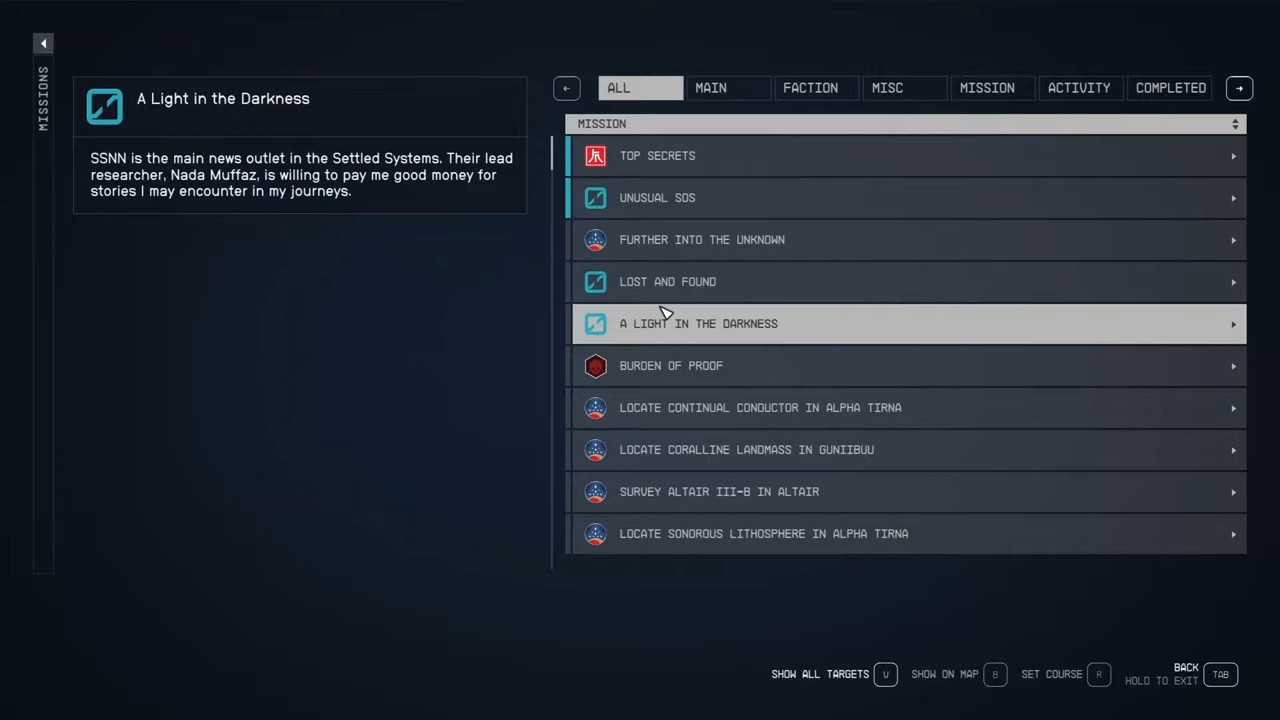 MISSIONS
A Light in the Darkness
SSNN is the main news outlet in the Settled Systems. Their lead
researcher, Nada Muffaz, is willing to pay me good money for
stories I may encounter in my journeys.
ALL MAIN FACTION MISC MISSION ACTIVITY COMPLETED
MISSION
TOP SECRETS
UNUSUAL SOS
FURTHER INTO THE UNKNOWN
LOST AND FOUND
A LIGHT IN THE DARKNESS
BURDEN OF PROOF
LOCATE CONTINUAL CONDUCTOR IN ALPHA TIRNA
LOCATE CORALLINE LANDMASS IN GUNIIBUU
SURVEY ALTAIR III-B IN ALTAIR
LOCATE SONOROUS LITHOSPHERE IN ALPHA TIRNA
SHOW ALL TARGETS V SHOW ON MAP B SET COURSE R BACK TAB
HOLD TO EXIT